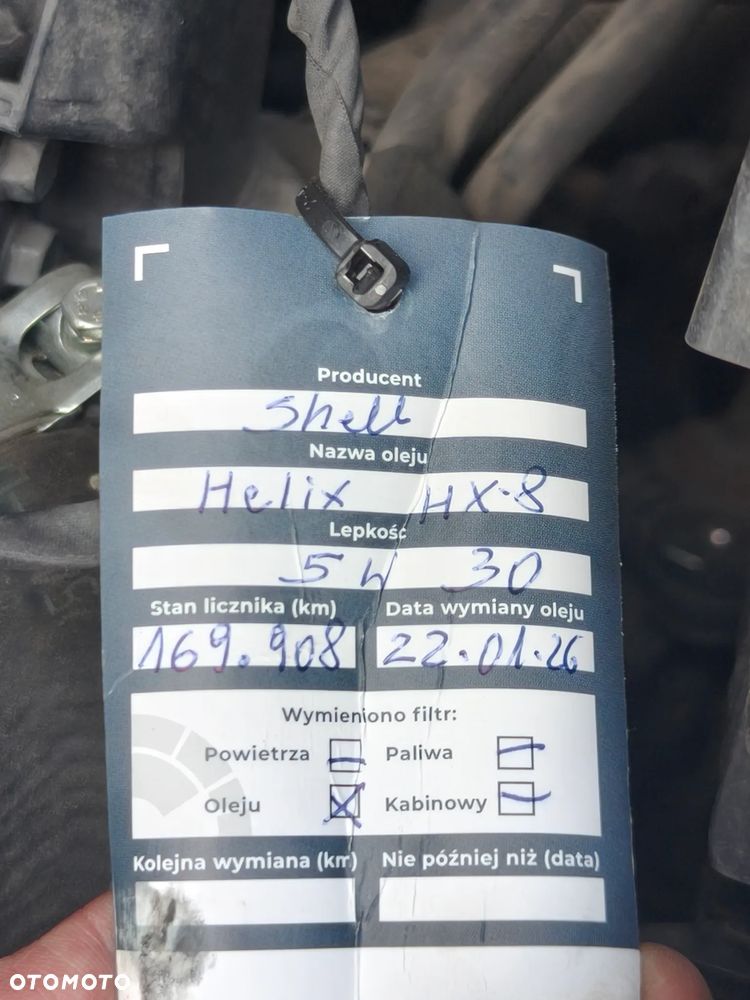 Producent
Shell
Nazwa oleju
Helix HX-8
Lepkość
5w 30
Stan licznika (km) Data wymiany oleju
169.908 22.01.26
Wymieniono filtr:
Powietrza Paliwa
Oleju Kabinowy
Kolejna wymiana (km) Nie później niż (data)
OTOMOTO